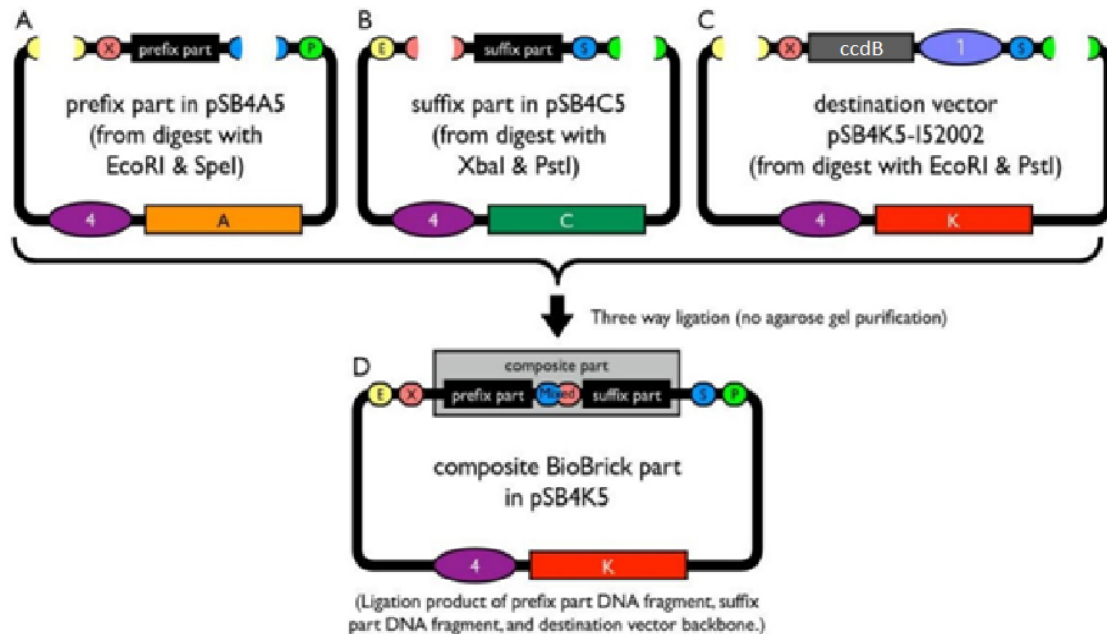 A
E
X
prefix part
P
prefix part in pSB4A5
(from digest with
EcoRI & SpeI)
4
A
B
E
suffix part
S
suffix part in pSB4C5
(from digest with
XbaI & PstI)
4
C
C
X
ccdB
1
S
destination vector
pSB4K5-I52002
(from digest with EcoRI & PstI)
4
K
Three way ligation (no agarose gel purification)
D
composite part
E
X
prefix part
Mixed
suffix part
S
P
composite BioBrick part
in pSB4K5
4
K
(Ligation product of prefix part DNA fragment, suffix
part DNA fragment, and destination vector backbone.)